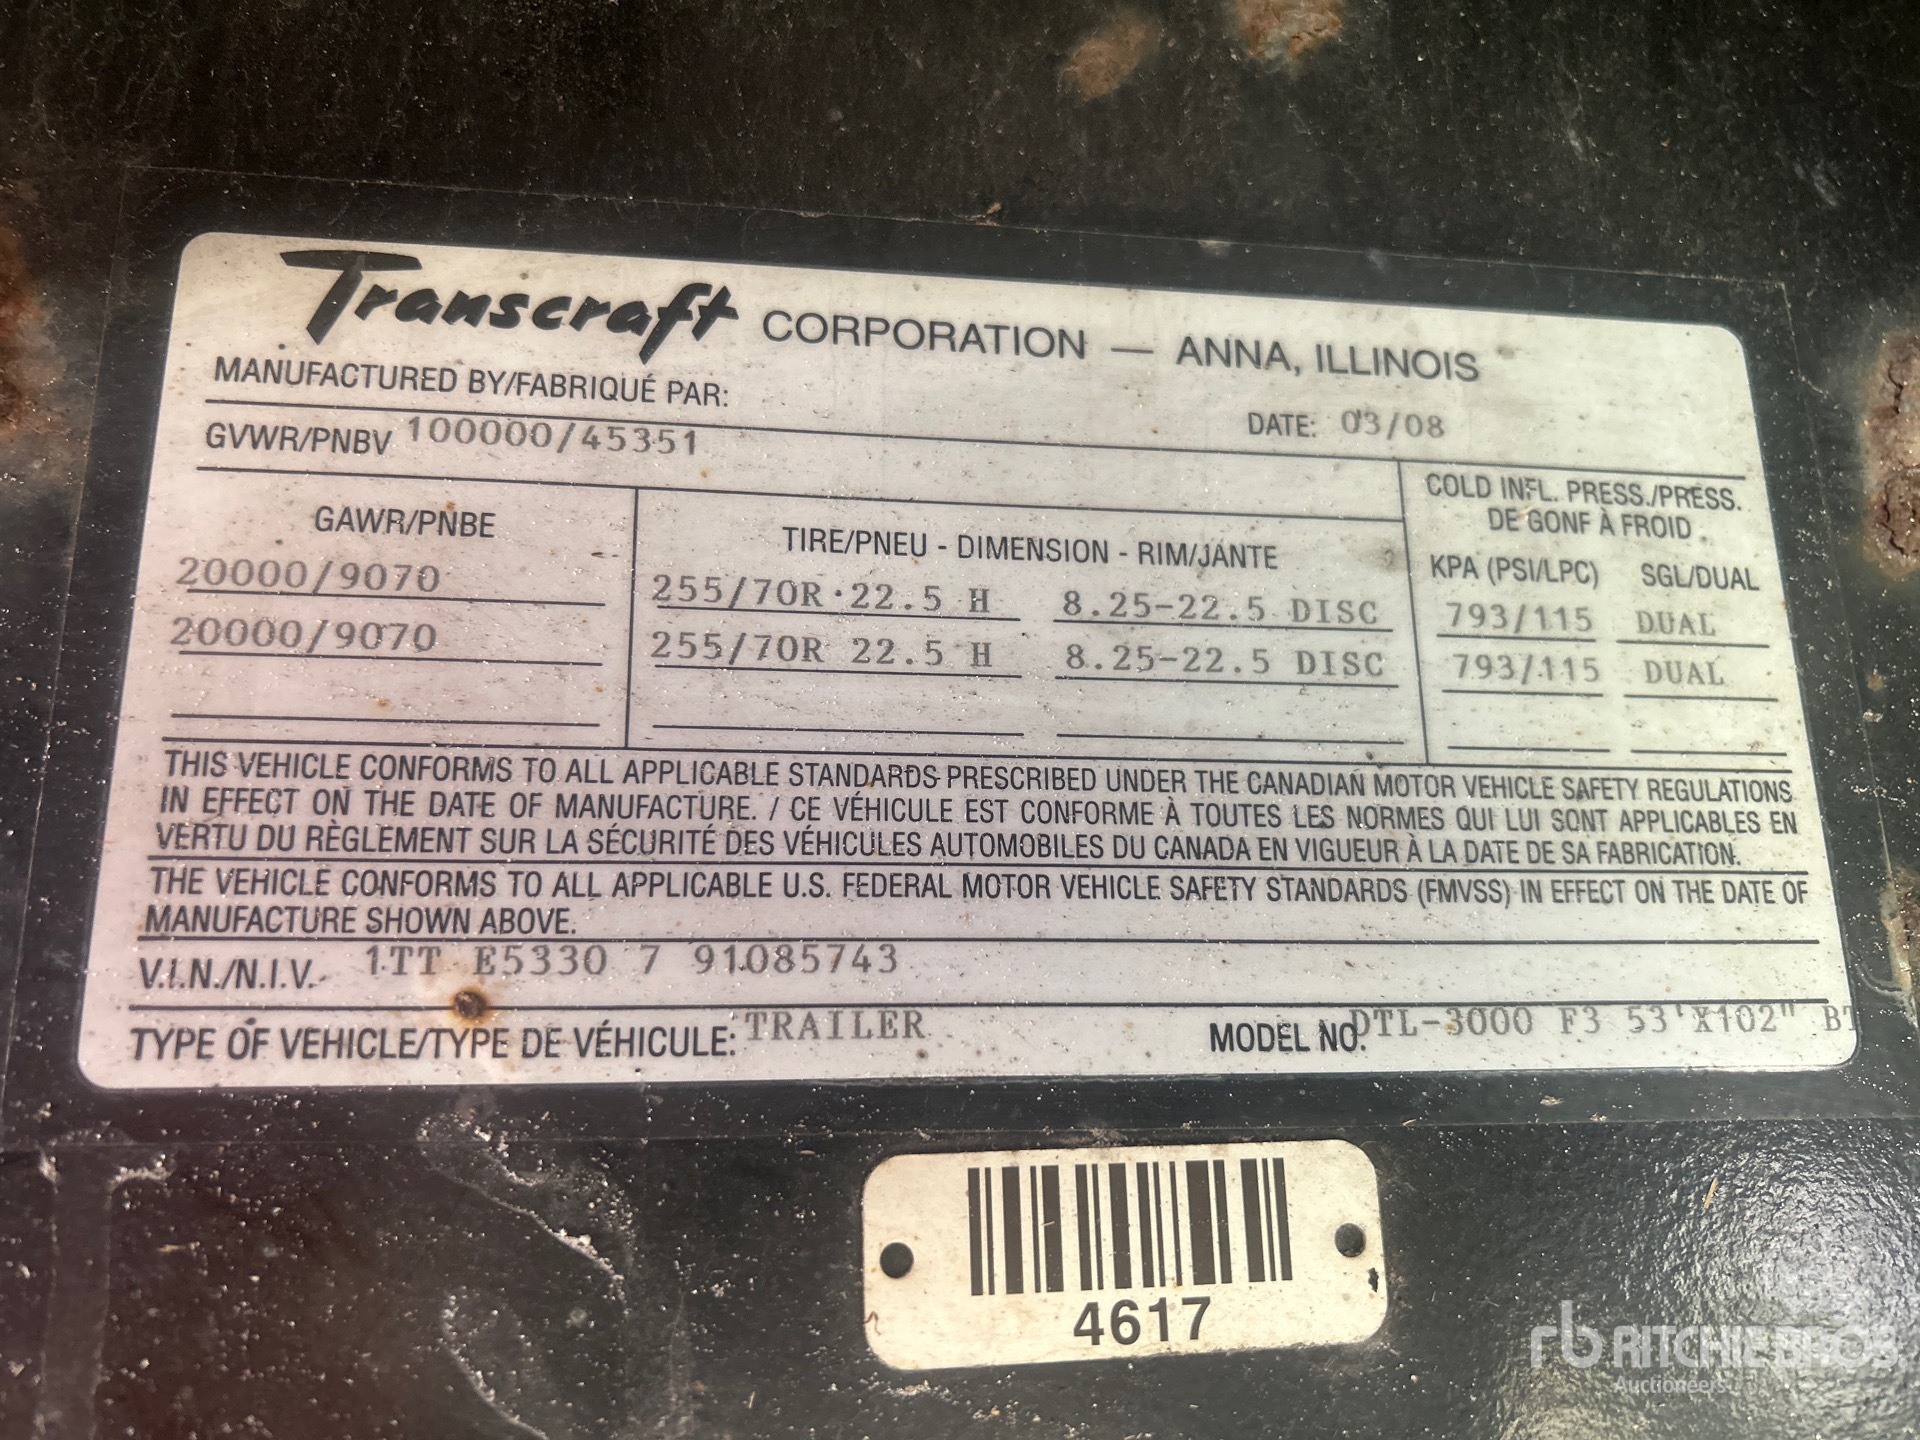 Transcraft CORPORATION — ANNA, ILLINOIS
MANUFACTURED BY/FABRIQUÉ PAR:
DATE: 03/08
GVWR/PNBV 100000/45351
GAWR/PNBE
TIRE/PNEU - DIMENSION - RIM/JANTE
COLD INFL. PRESS./PRESS.
DE GONF À FROID
KPA (PSI/LPC) SGL/DUAL
20000/9070 255/70R 22.5 H 8.25-22.5 DISC 793/115 DUAL
20000/9070 255/70R 22.5 H 8.25-22.5 DISC 793/115 DUAL
THIS VEHICLE CONFORMS TO ALL APPLICABLE STANDARDS PRESCRIBED UNDER THE CANADIAN MOTOR VEHICLE SAFETY REGULATIONS
IN EFFECT ON THE DATE OF MANUFACTURE. / CE VÉHICULE EST CONFORME À TOUTES LES NORMES QUI LUI SONT APPLICABLES EN
VERTU DU RÈGLEMENT SUR LA SÉCURITÉ DES VÉHICULES AUTOMOBILES DU CANADA EN VIGUEUR À LA DATE DE SA FABRICATION.
THE VEHICLE CONFORMS TO ALL APPLICABLE U.S. FEDERAL MOTOR VEHICLE SAFETY STANDARDS (FMVSS) IN EFFECT ON THE DATE OF
MANUFACTURE SHOWN ABOVE.
V.I.N./N.I.V. 1TT E5330 7 91085743
TYPE OF VEHICLE/TYPE DE VÉHICULE: TRAILER MODEL NO. DTL-3000 F3 53'X102" BT
4617
rb RITCHIE BROS.
Auctioneers